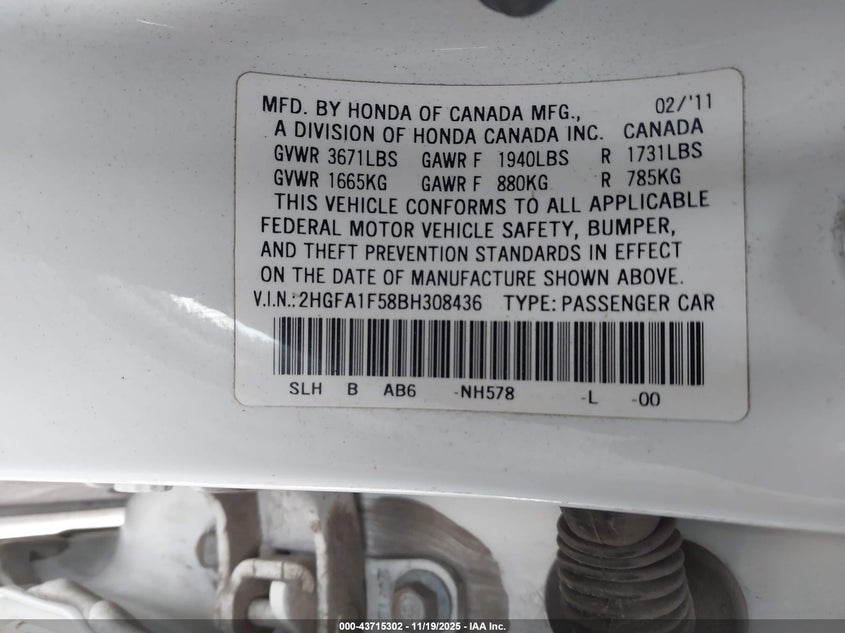 MFD. BY HONDA OF CANADA MFG., 02/'11
A DIVISION OF HONDA CANADA INC. CANADA
GVWR 3671LBS GAWR F 1940LBS R 1731LBS
GVWR 1665KG GAWR F 880KG R 785KG
THIS VEHICLE CONFORMS TO ALL APPLICABLE
FEDERAL MOTOR VEHICLE SAFETY, BUMPER,
AND THEFT PREVENTION STANDARDS IN EFFECT
ON THE DATE OF MANUFACTURE SHOWN ABOVE.
V.I.N.: 2HGFA1F58BH308436 TYPE: PASSENGER CAR
SLH B AB6 -NH578 -L -00
000-43715302 - 11/19/2025 - IAA Inc.